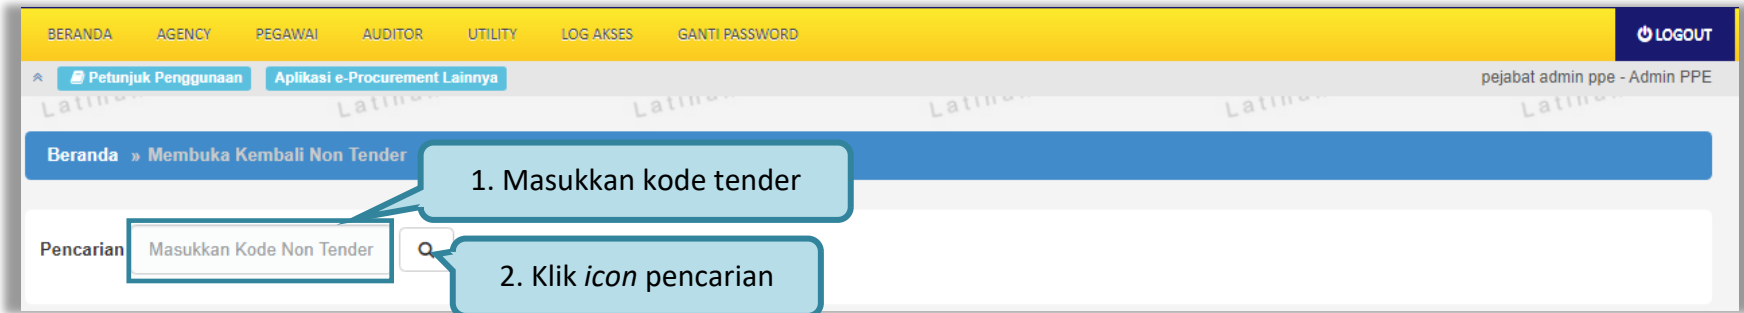 BERANDA AGENCY PEGAWAI AUDITOR UTILITY LOG AKSES GANTI PASSWORD LOGOUT
Petunjuk Penggunaan Aplikasi e-Procurement Lainnya pejabat admin ppe - Admin PPE
Beranda » Membuka Kembali Non Tender
1. Masukkan kode tender
Pencarian Masukkan Kode Non Tender
2. Klik icon pencarian